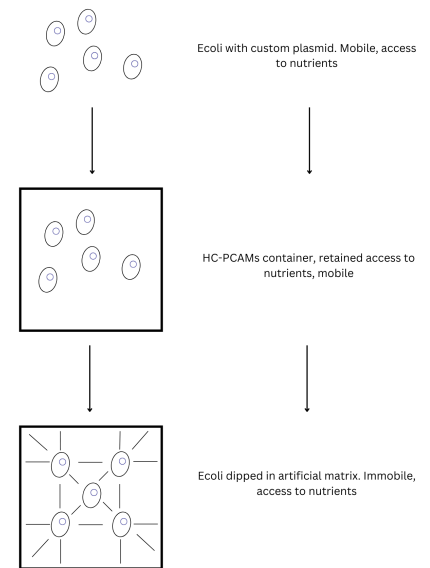 Ecoli with custom plasmid. Mobile, access
to nutrients
HC-PCAMs container, retained access to
nutrients, mobile
Ecoli dipped in artificial matrix. Immobile,
access to nutrients